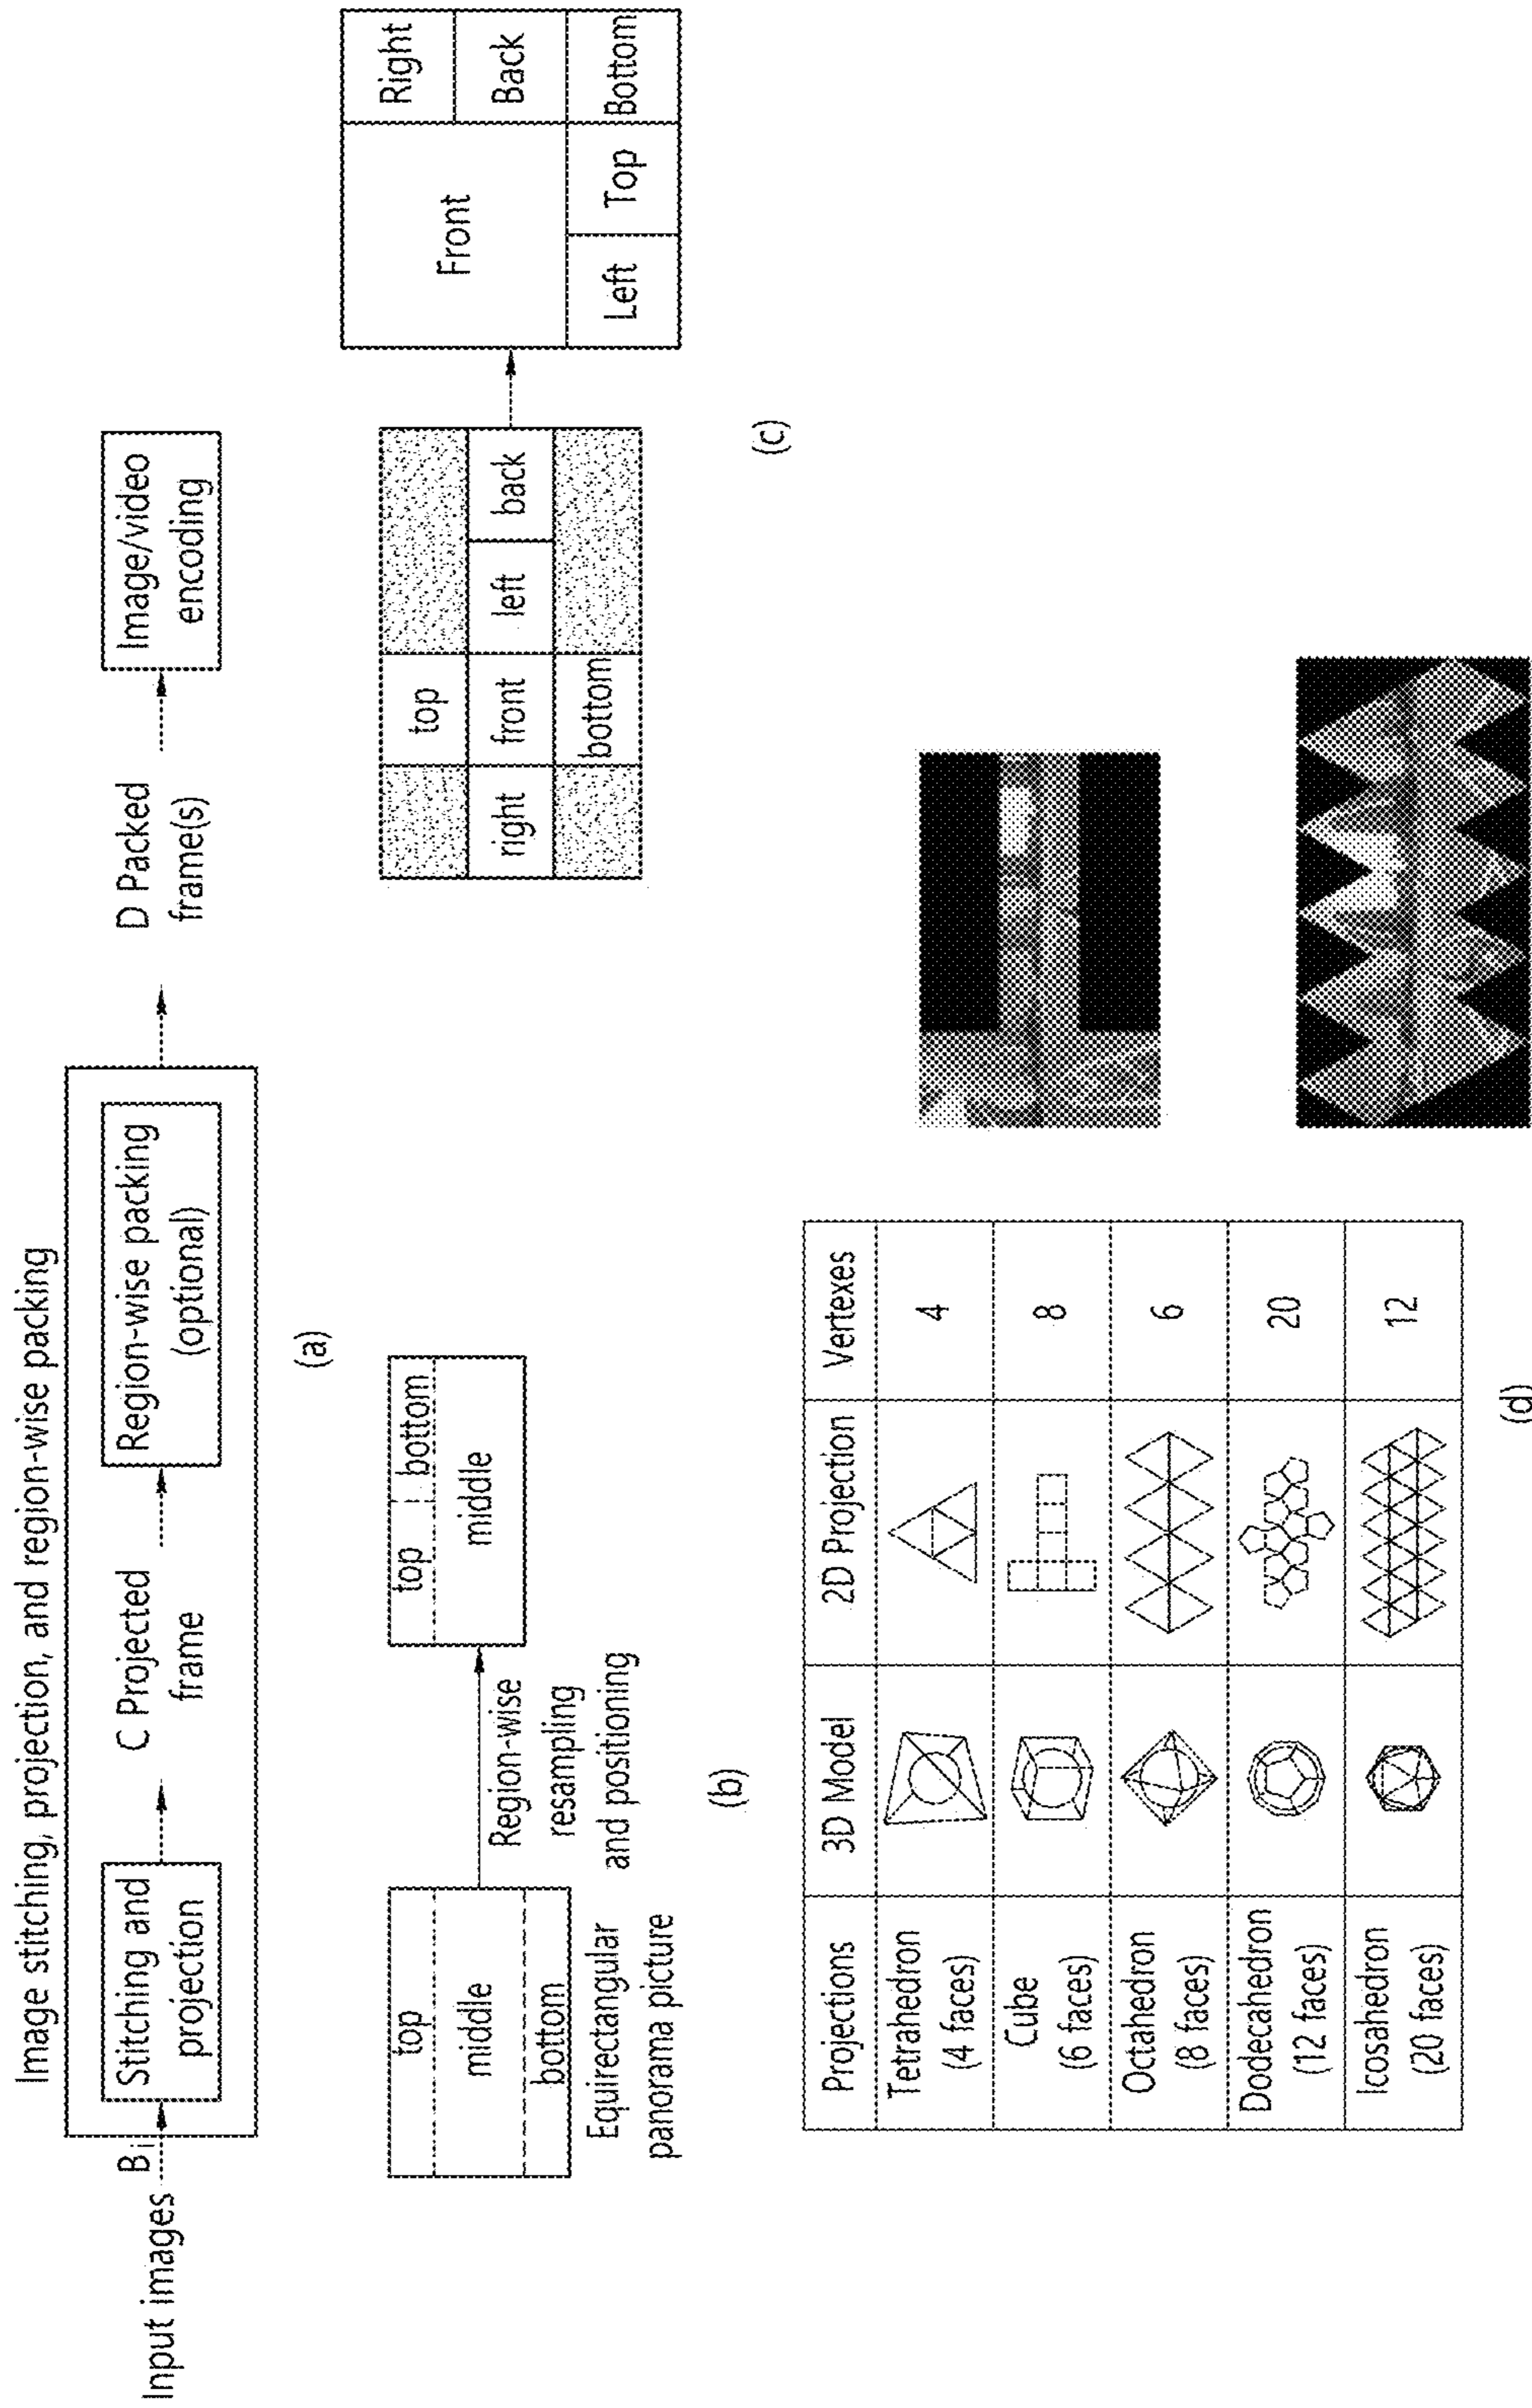 Image stitching, projection, and region-wise packing
Input images
Bi
Stitching and
projection
C Projected
frame
Region-wise packing
(optional)
D Packed
frame(s)
Image/video
encoding
(a)
top
middle
bottom
Equirectangular
panorama picture
Region-wise
resampling
and positioning
top
bottom
middle
(b)
top
right
front
left
back
bottom
Front
Right
Back
Left
Top
Bottom
(c)
Projections
3D Model
2D Projection
Vertexes
Tetrahedron
(4 faces)
4
Cube
(6 faces)
8
Octahedron
(8 faces)
6
Dodecahedron
(12 faces)
20
Icosahedron
(20 faces)
12
(d)